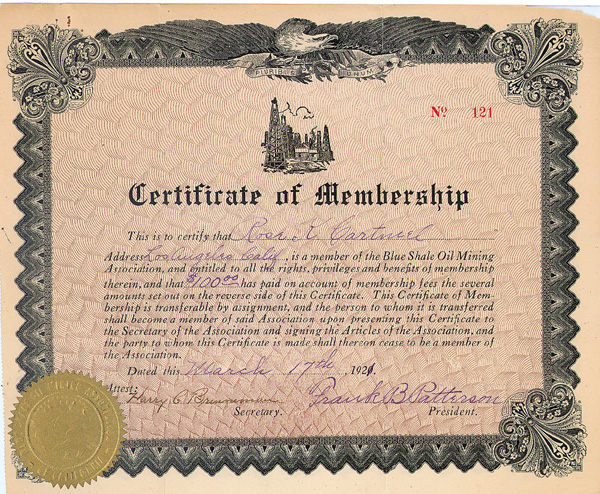 PLURIBUS UNUM
No 121
Certificate of Membership
This is to certify that Rose K
Address Los Angeles Calif, is a member of the Blue Shale Oil Mining
Association, and entitled to all the rights, privileges and benefits of membership
therein, and that $100.00 has paid on account of membership fees the several
amounts set out on the reverse side of this Certificate. This Certificate of Mem-
bership is transferable by assignment, and the person to whom it is transferred
shall become a member of said Association upon presenting this Certificate to
the Secretary of the Association and signing the Articles of the Association, and
the party to whom this Certificate is made shall thereon cease to be a member of
the Association.
Dated this March 17th, 1921.
Attest:
Harry C Frank B Patterson
Secretary. President.